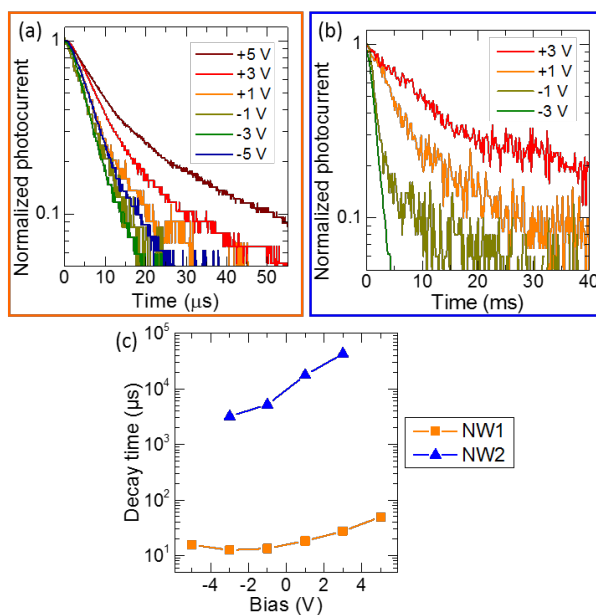 (a)
+5 V
+3 V
+1 V
-1 V
-3 V
-5 V
1
0.1
Normalized photocurrent
0 10 20 30 40 50
Time (μs)
(b)
+3 V
+1 V
-1 V
-3 V
1
0.1
Normalized photocurrent
0 10 20 30 40
Time (ms)
(c)
10⁵
10⁴
10³
10²
10¹
Decay time (μs)
-4 -2 0 2 4
Bias (V)
NW1
NW2